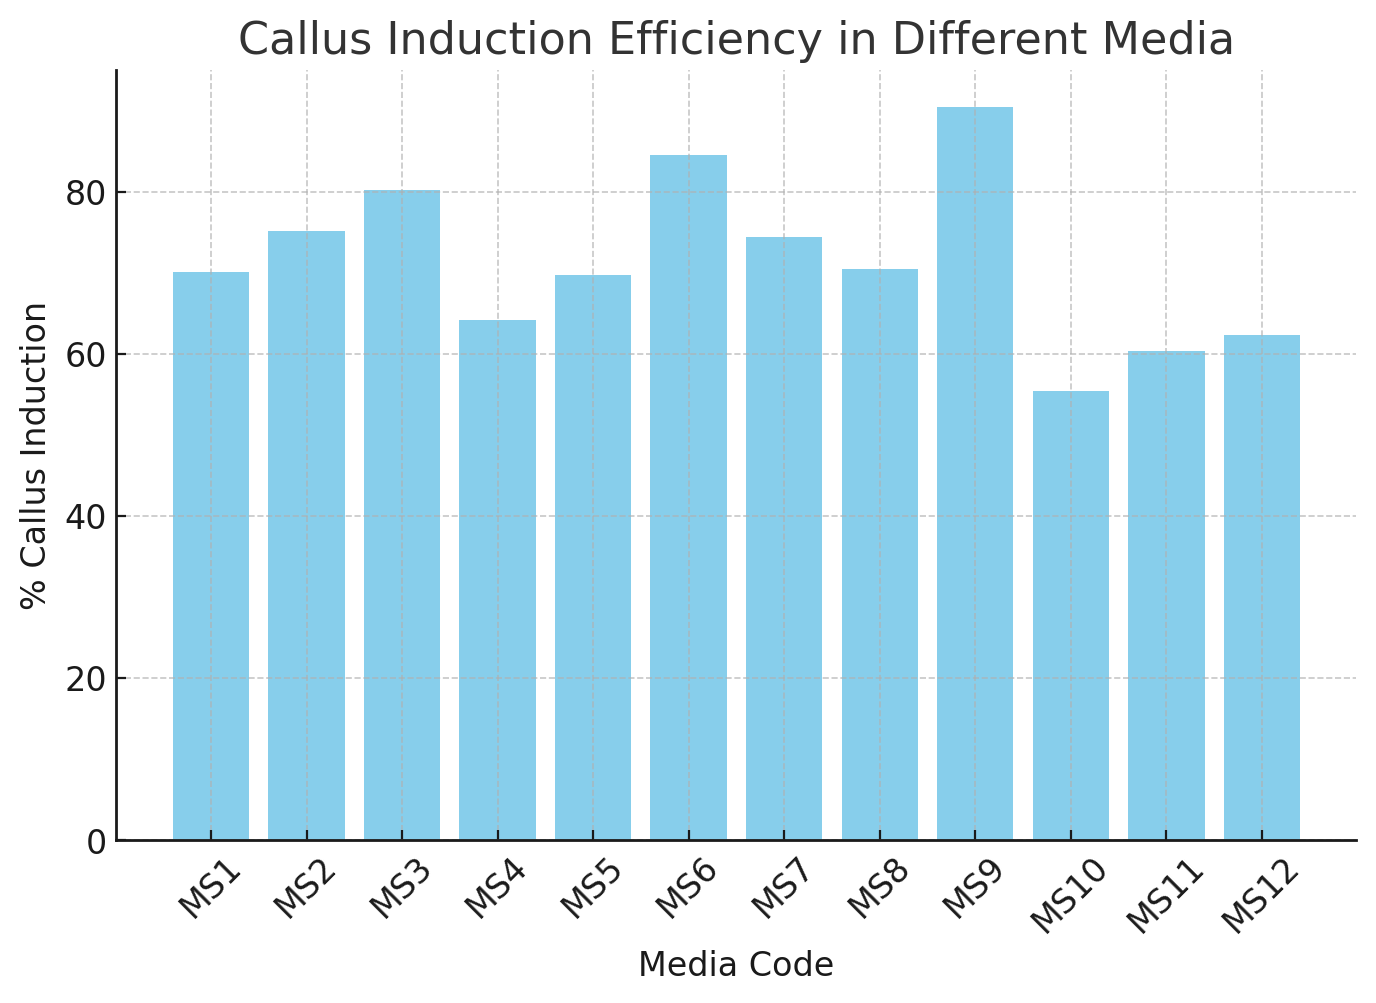 Callus Induction Efficiency in Different Media
% Callus Induction
80
60
40
20
0
MS1
MS2
MS3
MS4
MS5
MS6
MS7
MS8
MS9
MS10
MS11
MS12
Media Code